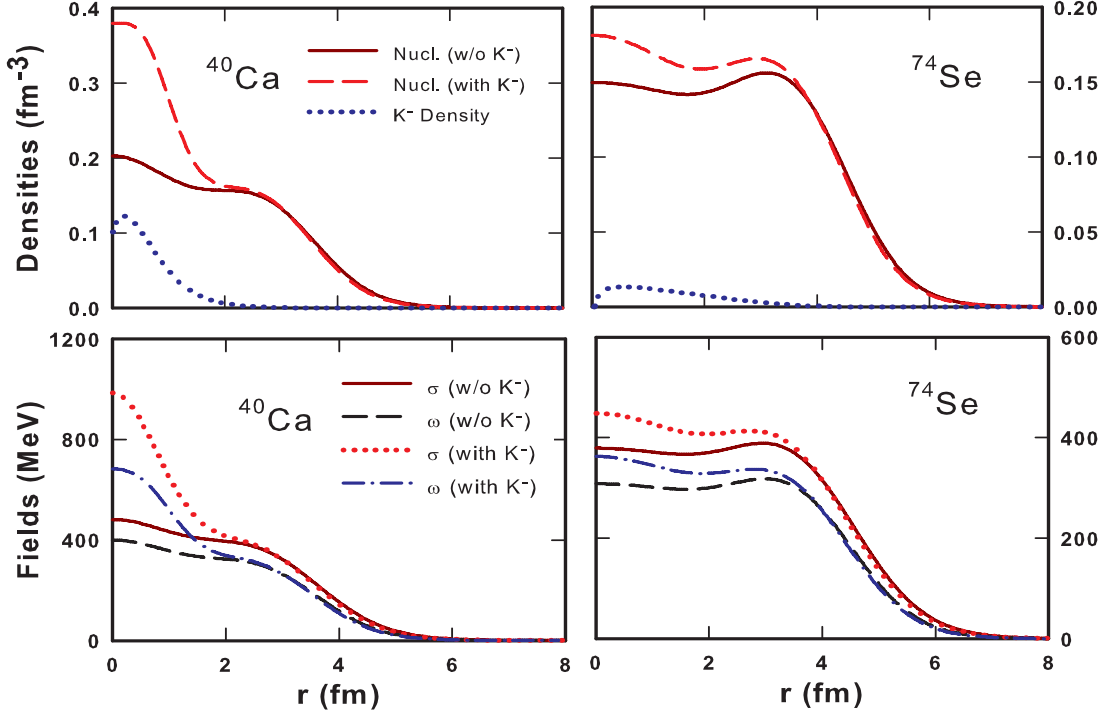 Densities (fm⁻³)
0.4
0.3
0.2
0.1
0.0
⁴⁰Ca
Nucl. (w/o K⁻)
Nucl. (with K⁻)
K⁻ Density
⁷⁴Se
0.20
0.15
0.10
0.05
0.00
Fields (MeV)
1200
800
400
0
⁴⁰Ca
σ (w/o K⁻)
ω (w/o K⁻)
σ (with K⁻)
ω (with K⁻)
⁷⁴Se
600
400
200
0
0 2 4 6 8
r (fm)
0 2 4 6 8
r (fm)